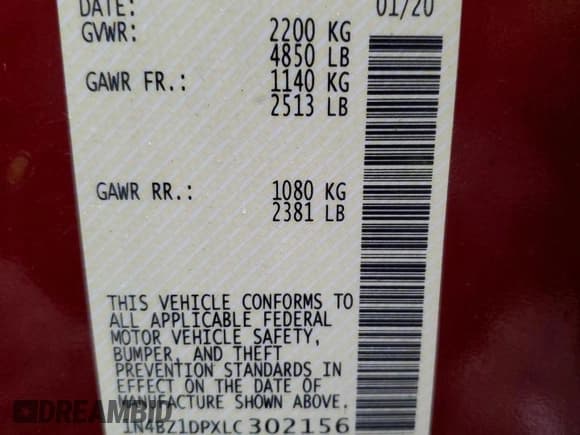 DATE: 01/20
GVWR: 2200 KG
4850 LB
GAWR FR.: 1140 KG
2513 LB
GAWR RR.: 1080 KG
2381 LB
THIS VEHICLE CONFORMS TO
ALL APPLICABLE FEDERAL
MOTOR VEHICLE SAFETY,
BUMPER, AND THEFT
PREVENTION STANDARDS IN
EFFECT ON THE DATE OF
MANUFACTURE SHOWN ABOVE.
1N4BZ1DPXLC302156
DREAMBID